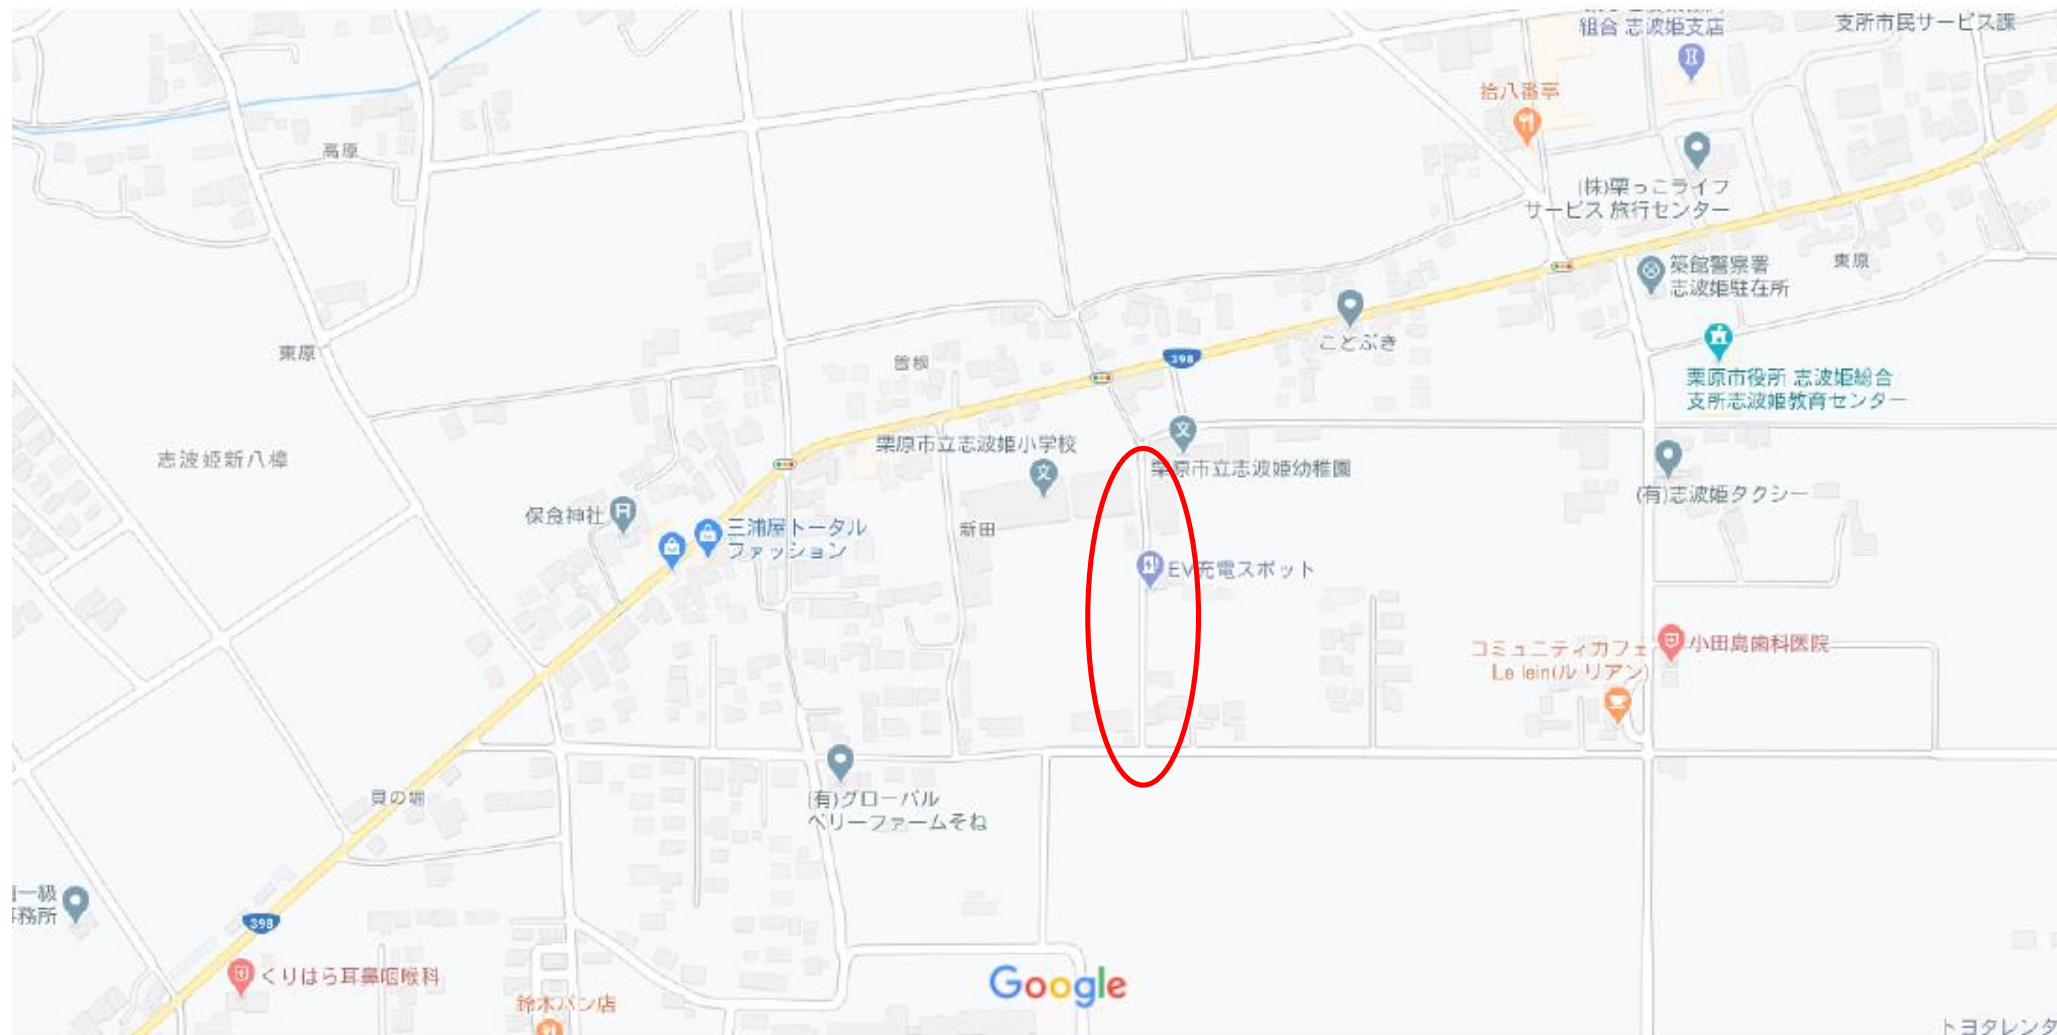 組合 志波姫支店
支所市民サービス課
拾八番亭
高原
(株)栗っこライフ
サービス 旅行センター
築館警察署
志波姫駐在所
東原
東原
ことぶき
398
曽根
栗原市役所 志波姫総合
支所志波姫教育センター
栗原市立志波姫小学校
志波姫新八樟
栗原市立志波姫幼稚園
(有)志波姫タクシー
保食神社
三浦屋トータル
ファッション
新田
EV充電スポット
コミュニティカフェ
Le lein(ル リアン)
小田島歯科医院
貝の堀
(有)グローバル
ベリーファームそね
一級
務所
398
くりはら耳鼻咽喉科
鈴木パン店
Google
トヨタレンタ